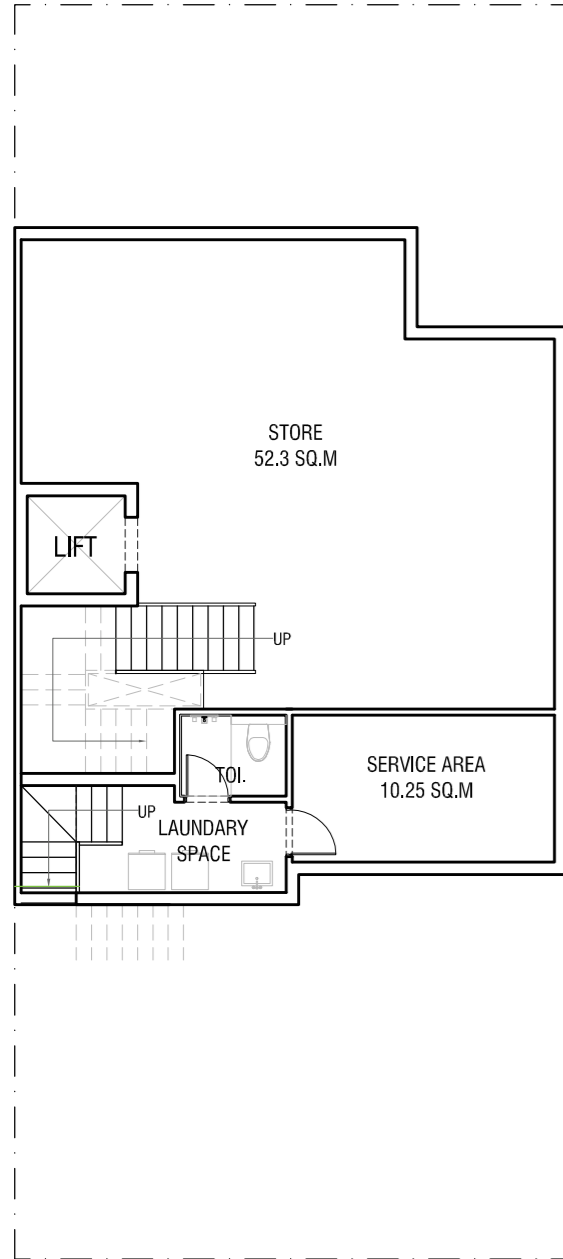 STORE
52.3 SQ.M
LIFT
UP
TOI.
SERVICE AREA
10.25 SQ.M
UP
LAUNDARY
SPACE